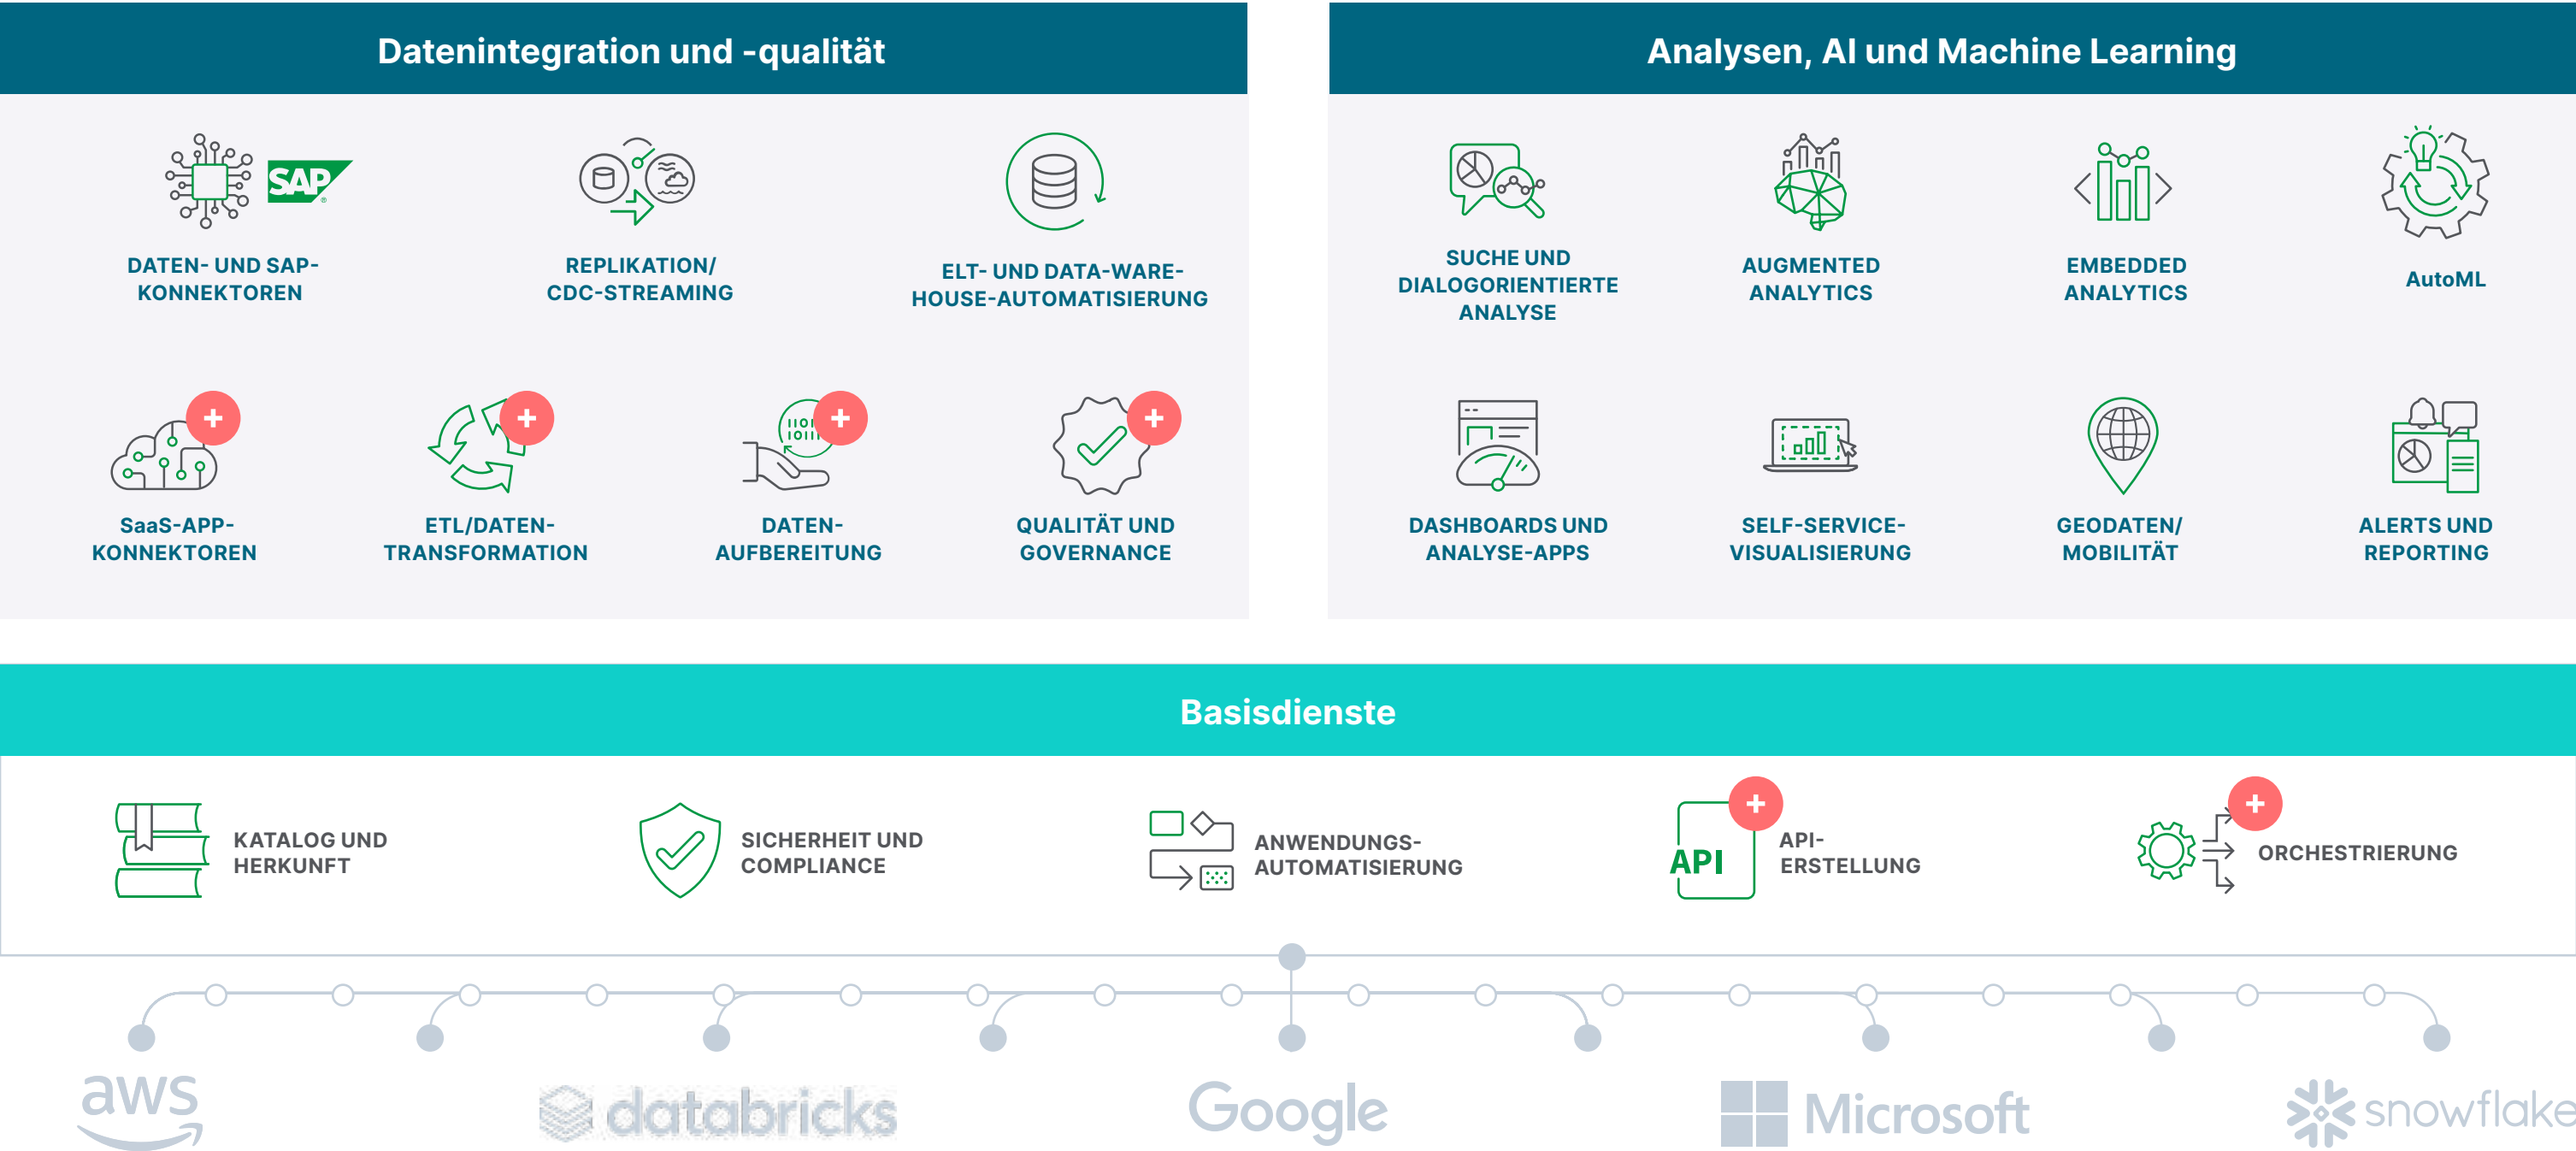 Datenintegration und -qualität
SAP
DATEN- UND SAP-
KONNEKTOREN
REPLIKATION/
CDC-STREAMING
ELT- UND DATA-WARE-
HOUSE-AUTOMATISIERUNG
SaaS-APP-
KONNEKTOREN
ETL/DATEN-
TRANSFORMATION
DATEN-
AUFBEREITUNG
QUALITÄT UND
GOVERNANCE
Analysen, AI und Machine Learning
SUCHE UND
DIALOGORIENTIERTE
ANALYSE
AUGMENTED
ANALYTICS
EMBEDDED
ANALYTICS
AutoML
DASHBOARDS UND
ANALYSE-APPS
SELF-SERVICE-
VISUALISIERUNG
GEODATEN/
MOBILITÄT
ALERTS UND
REPORTING
Basisdienste
KATALOG UND
HERKUNFT
SICHERHEIT UND
COMPLIANCE
ANWENDUNGS-
AUTOMATISIERUNG
API
API-
ERSTELLUNG
ORCHESTRIERUNG
aws
databricks
Google
Microsoft
snowflake